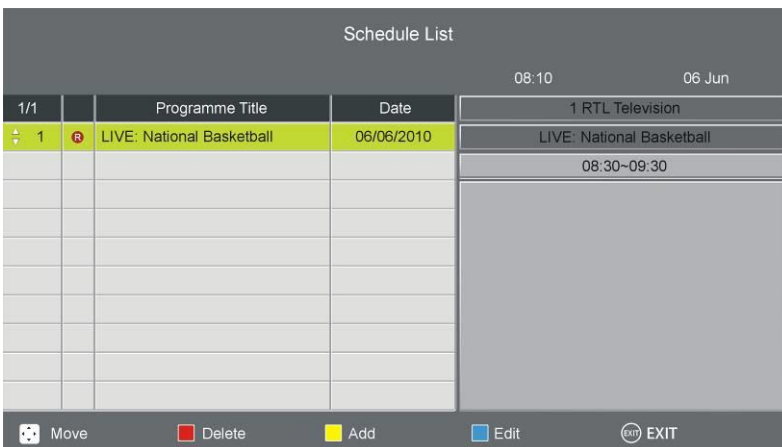 Schedule List
08:10 06 Jun
1/1 Programme Title Date 1 RTL Television
1 R LIVE: National Basketball 06/06/2010 LIVE: National Basketball
08:30~09:30
Move Delete Add Edit EXIT EXIT